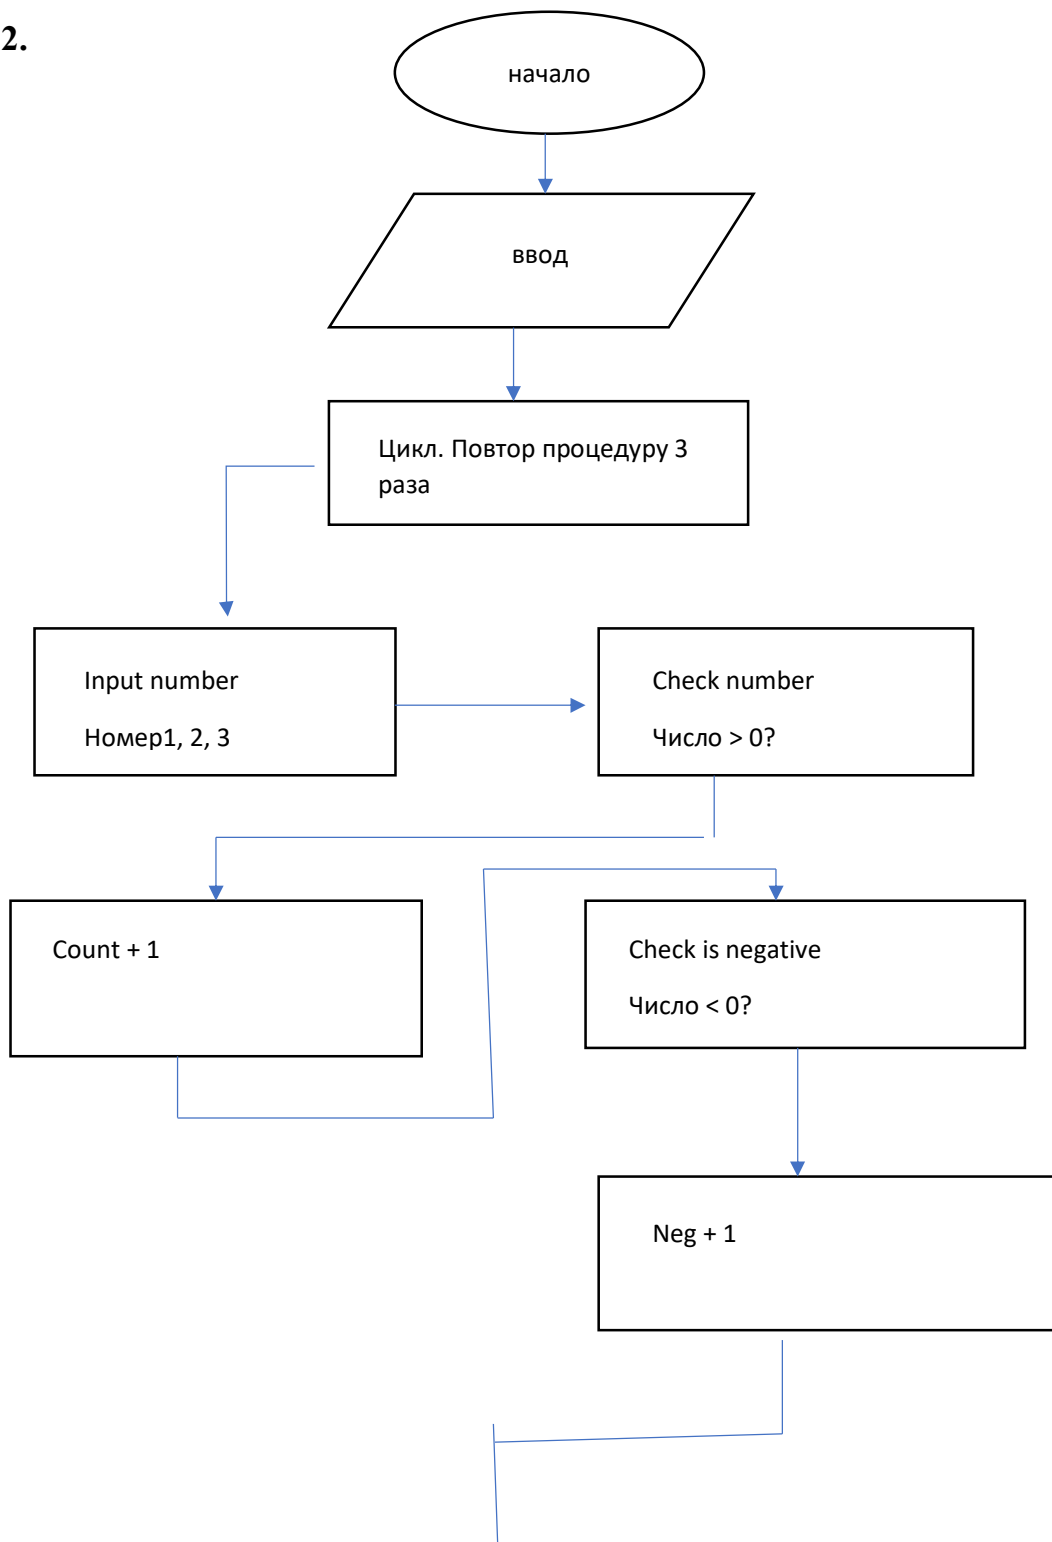 2.
начало
ввод
Цикл. Повтор процедуру 3
раза
Input number
Номер1, 2, 3
Check number
Число > 0?
Count + 1
Check is negative
Число < 0?
Neg + 1